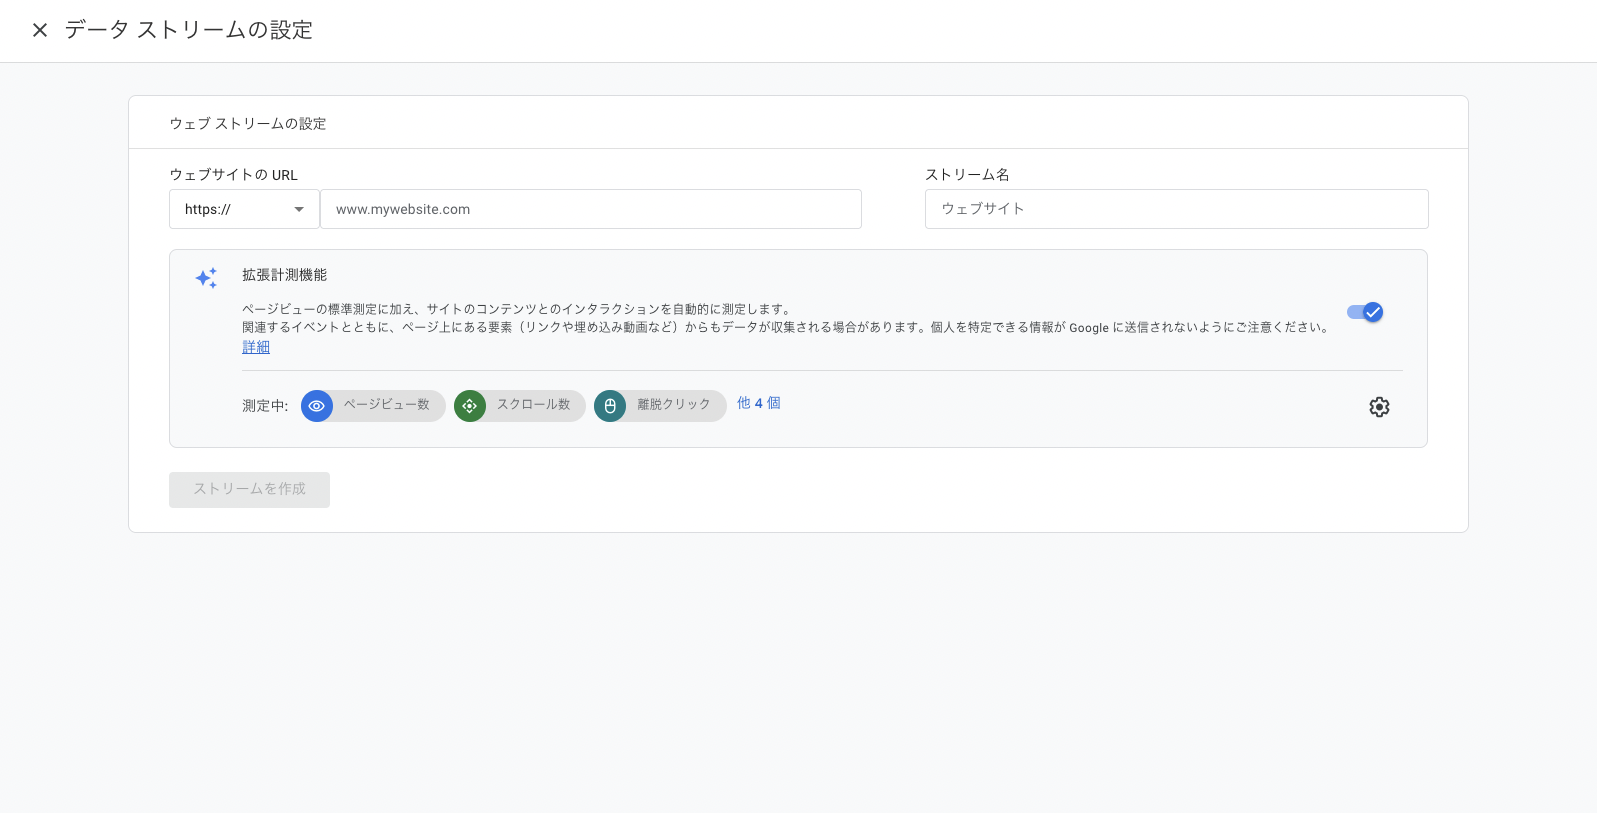 データ ストリームの設定
ウェブ ストリームの設定
ウェブサイトの URL
ストリーム名
https://
www.mywebsite.com
ウェブサイト
拡張計測機能
ページビューの標準測定に加え、サイトのコンテンツとのインタラクションを自動的に測定します。
関連するイベントとともに、ページ上にある要素（リンクや埋め込み動画など）からもデータが収集される場合があります。個人を特定できる情報が Google に送信されないようにご注意ください。
詳細
測定中:
ページビュー数
スクロール数
離脱クリック
他 4 個
ストリームを作成